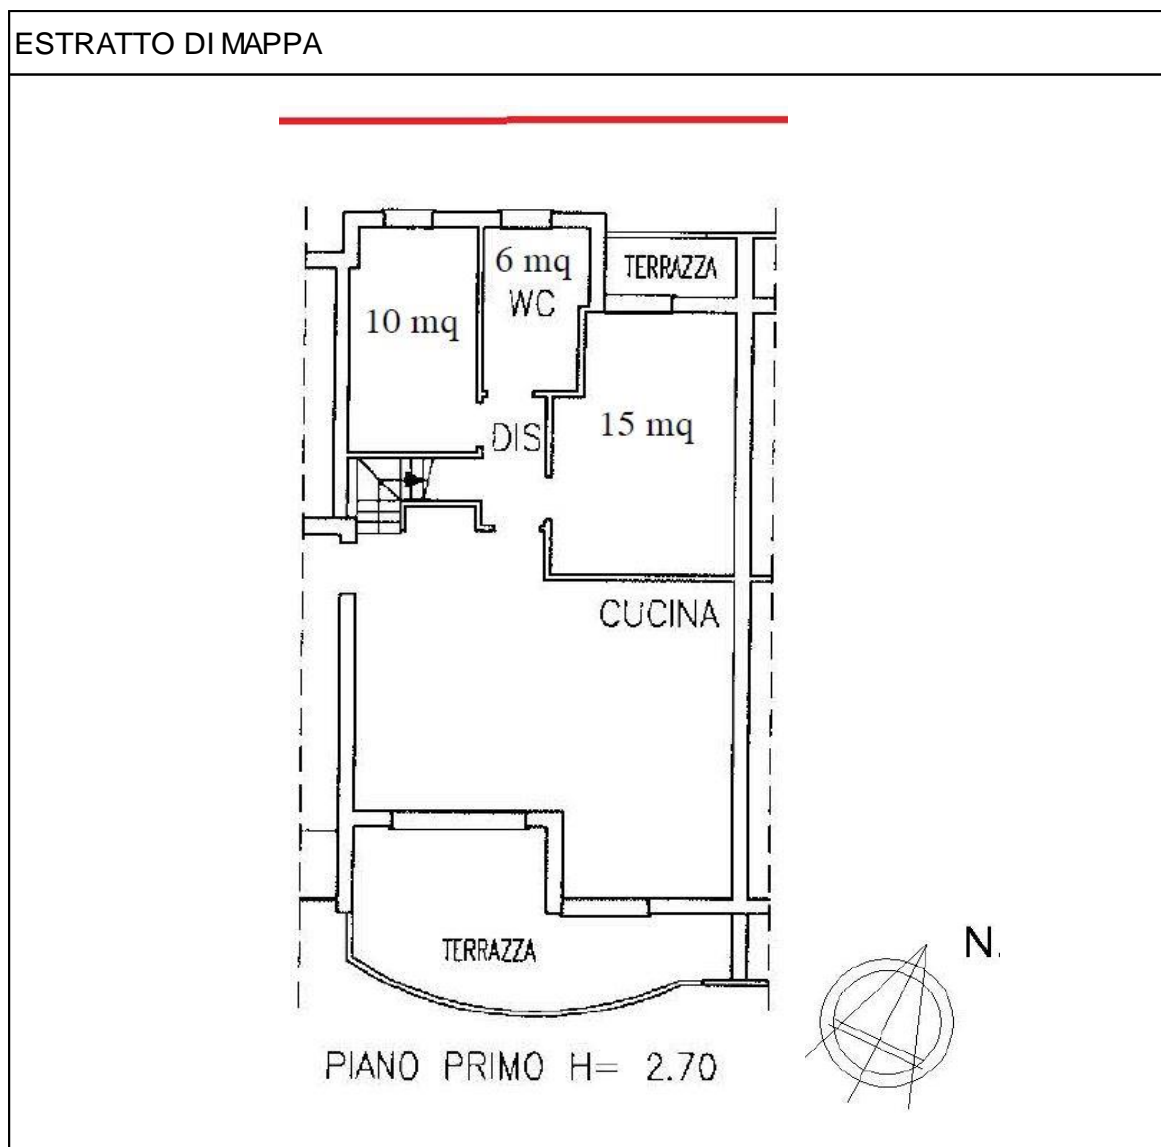 ESTRATTO DI MAPPA
6 mq
WC
TERRAZZA
10 mq
DIS
15 mq
CUCINA
TERRAZZA
N.
PIANO PRIMO H= 2.70